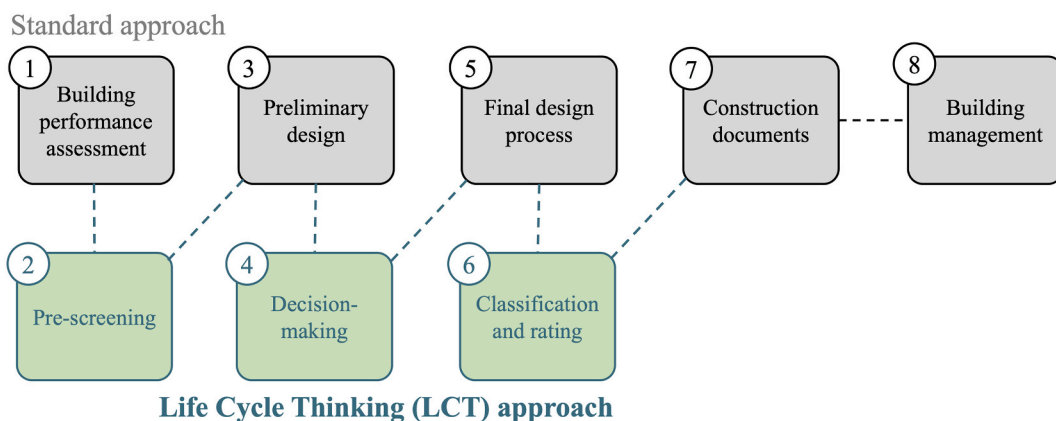 Standard approach
1
Building
performance
assessment
3
Preliminary
design
5
Final design
process
7
Construction
documents
8
Building
management
2
Pre-screening
4
Decision-
making
6
Classification
and rating
Life Cycle Thinking (LCT) approach